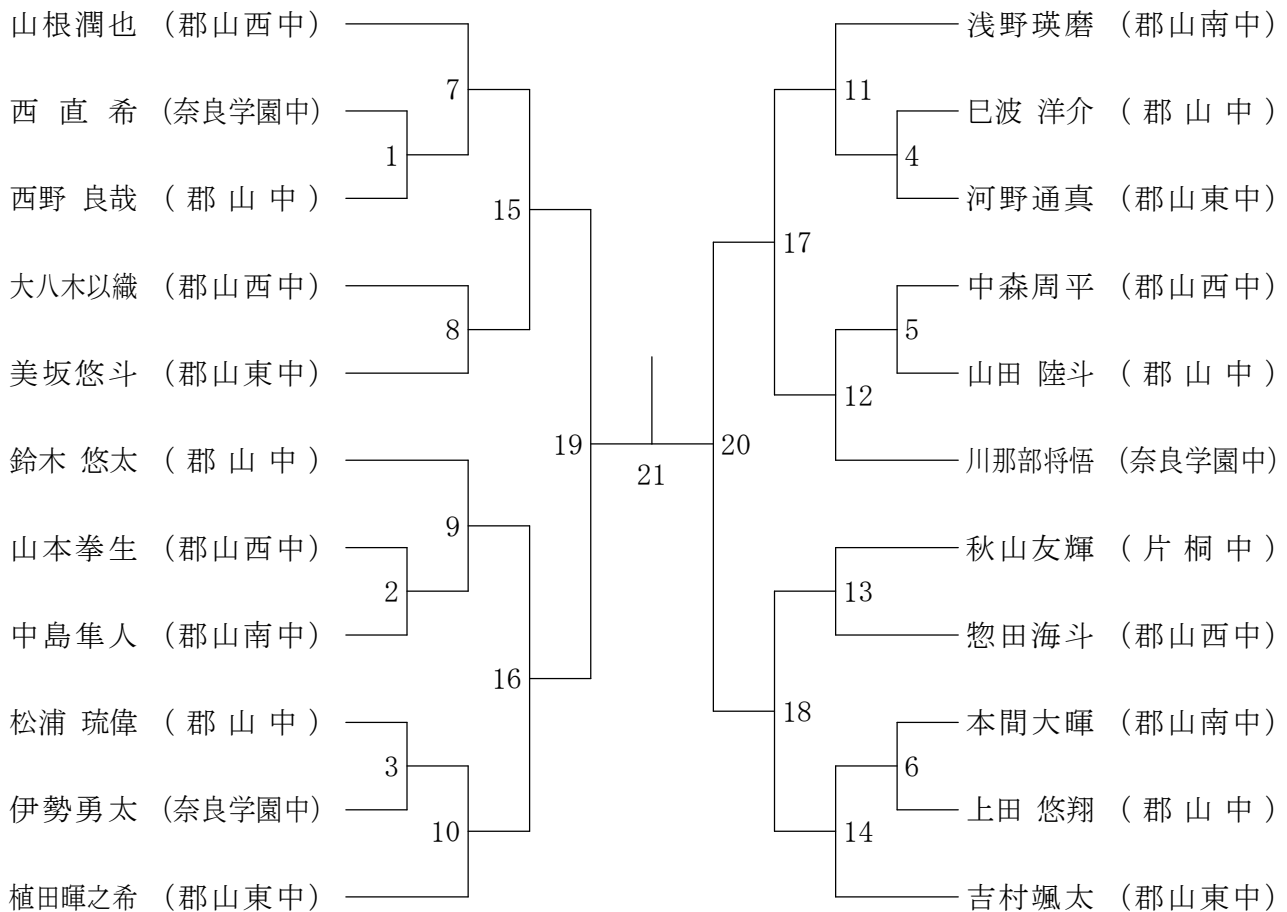 山根潤也 (郡山西中)
西 直 希 (奈良学園中)
西野 良哉 ( 郡 山 中 )
大八木以織 (郡山西中)
美坂悠斗 (郡山東中)
鈴木 悠太 ( 郡 山 中 )
山本拳生 (郡山西中)
中島隼人 (郡山南中)
松浦 琉偉 ( 郡 山 中 )
伊勢勇太 (奈良学園中)
植田暉之希 (郡山東中)
7
1
15
8
9
2
16
3
10
19
21
20
11
4
17
5
12
13
18
6
14
浅野瑛磨 (郡山南中)
巳波 洋介 ( 郡 山 中 )
河野通真 (郡山東中)
中森周平 (郡山西中)
山田 陸斗 ( 郡 山 中 )
川那部将悟 (奈良学園中)
秋山友輝 ( 片 桐 中 )
惣田海斗 (郡山西中)
本間大暉 (郡山南中)
上田 悠翔 ( 郡 山 中 )
吉村颯太 (郡山東中)